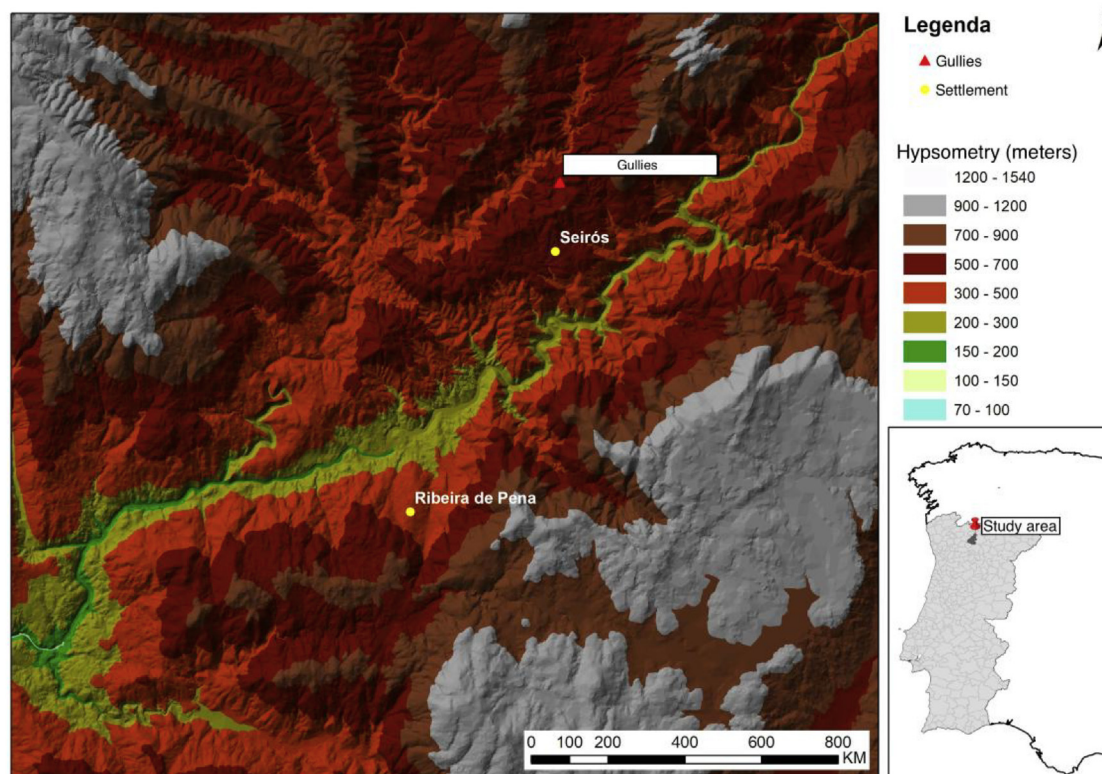 Legenda
Gullies
Settlement
Hypsometry (meters)
1200 - 1540
900 - 1200
700 - 900
500 - 700
300 - 500
200 - 300
150 - 200
100 - 150
70 - 100
Gullies
Seirós
Ribeira de Pena
0 100 200 400 600 800
KM
Study area